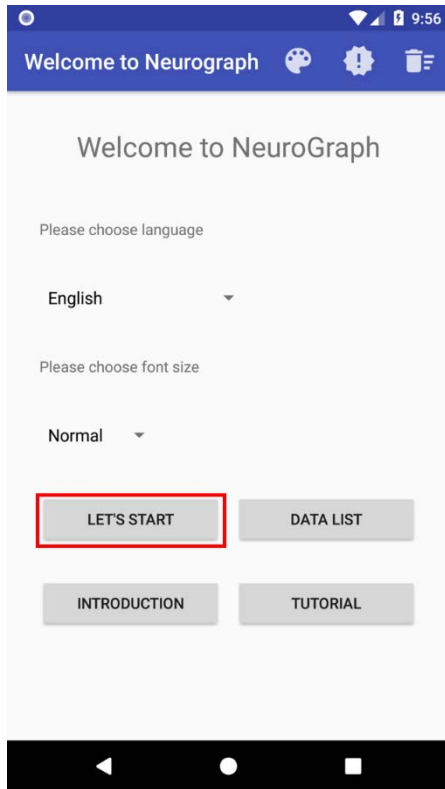 9:56
Welcome to Neurograph
Welcome to NeuroGraph
Please choose language
English
Please choose font size
Normal
LET'S START
DATA LIST
INTRODUCTION
TUTORIAL